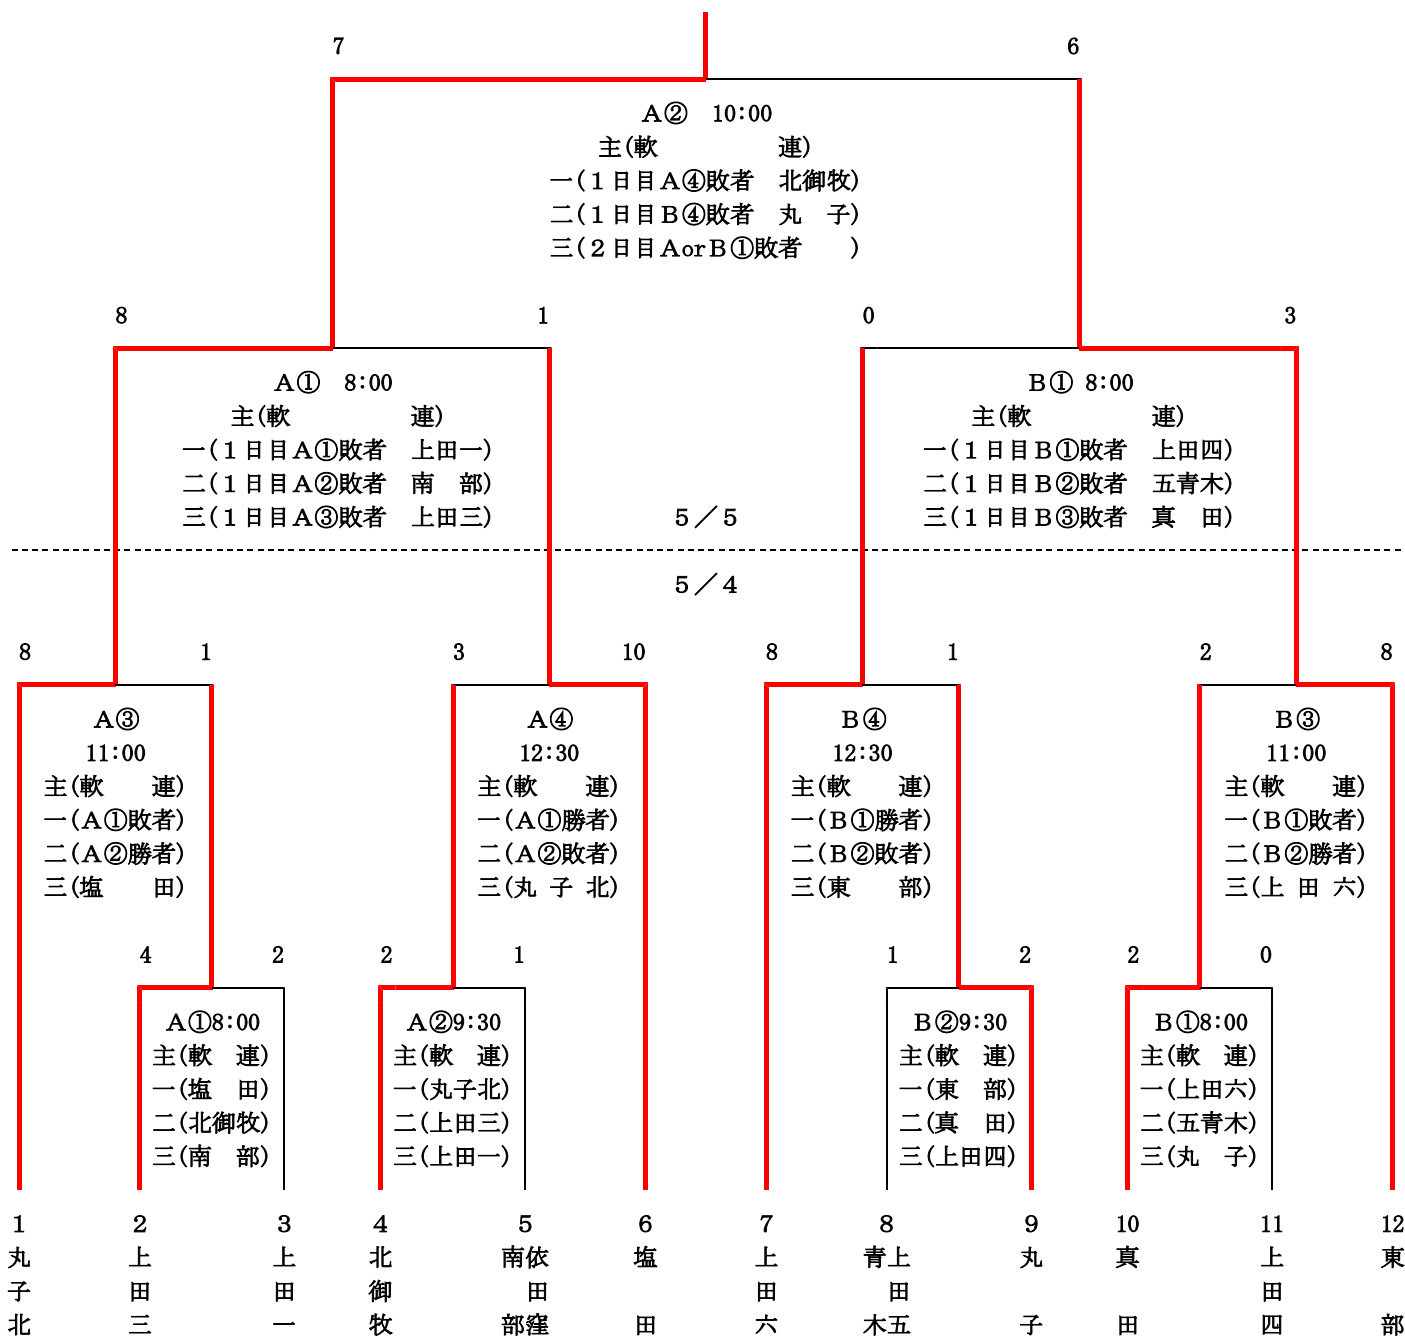 7 6
A② 10:00
主(軟 連)
一(1日目A④敗者 北御牧)
二(1日目B④敗者 丸 子)
三(2日目AorB①敗者 )
8 1 0 3
A① 8:00
主(軟 連)
一(1日目A①敗者 上田一)
二(1日目A②敗者 南 部)
三(1日目A③敗者 上田三)
B① 8:00
主(軟 連)
一(1日目B①敗者 上田四)
二(1日目B②敗者 五青木)
三(1日目B③敗者 真 田)
5/5
5/4
8 1 3 10 8 1 2 8
A③
11:00
主(軟 連)
一(A①敗者)
二(A②勝者)
三(塩 田)
A④
12:30
主(軟 連)
一(A①勝者)
二(A②敗者)
三(丸 子 北)
B④
12:30
主(軟 連)
一(B①勝者)
二(B②敗者)
三(東 部)
B③
11:00
主(軟 連)
一(B①敗者)
二(B②勝者)
三(上 田 六)
4 2 2 1 1 2 2 0
A①8:00
主(軟 連)
一(塩 田)
二(北御牧)
三(南 部)
A②9:30
主(軟 連)
一(丸子北)
二(上田三)
三(上田一)
B②9:30
主(軟 連)
一(東 部)
二(真 田)
三(上田四)
B①8:00
主(軟 連)
一(上田六)
二(五青木)
三(丸 子)
1 2 3 4 5 6 7 8 9 10 11 12
丸子北
上田三
上田一
北御牧
依田窪
南部
塩田
上田六
上田五
青木
丸子
真田
上田四
東部